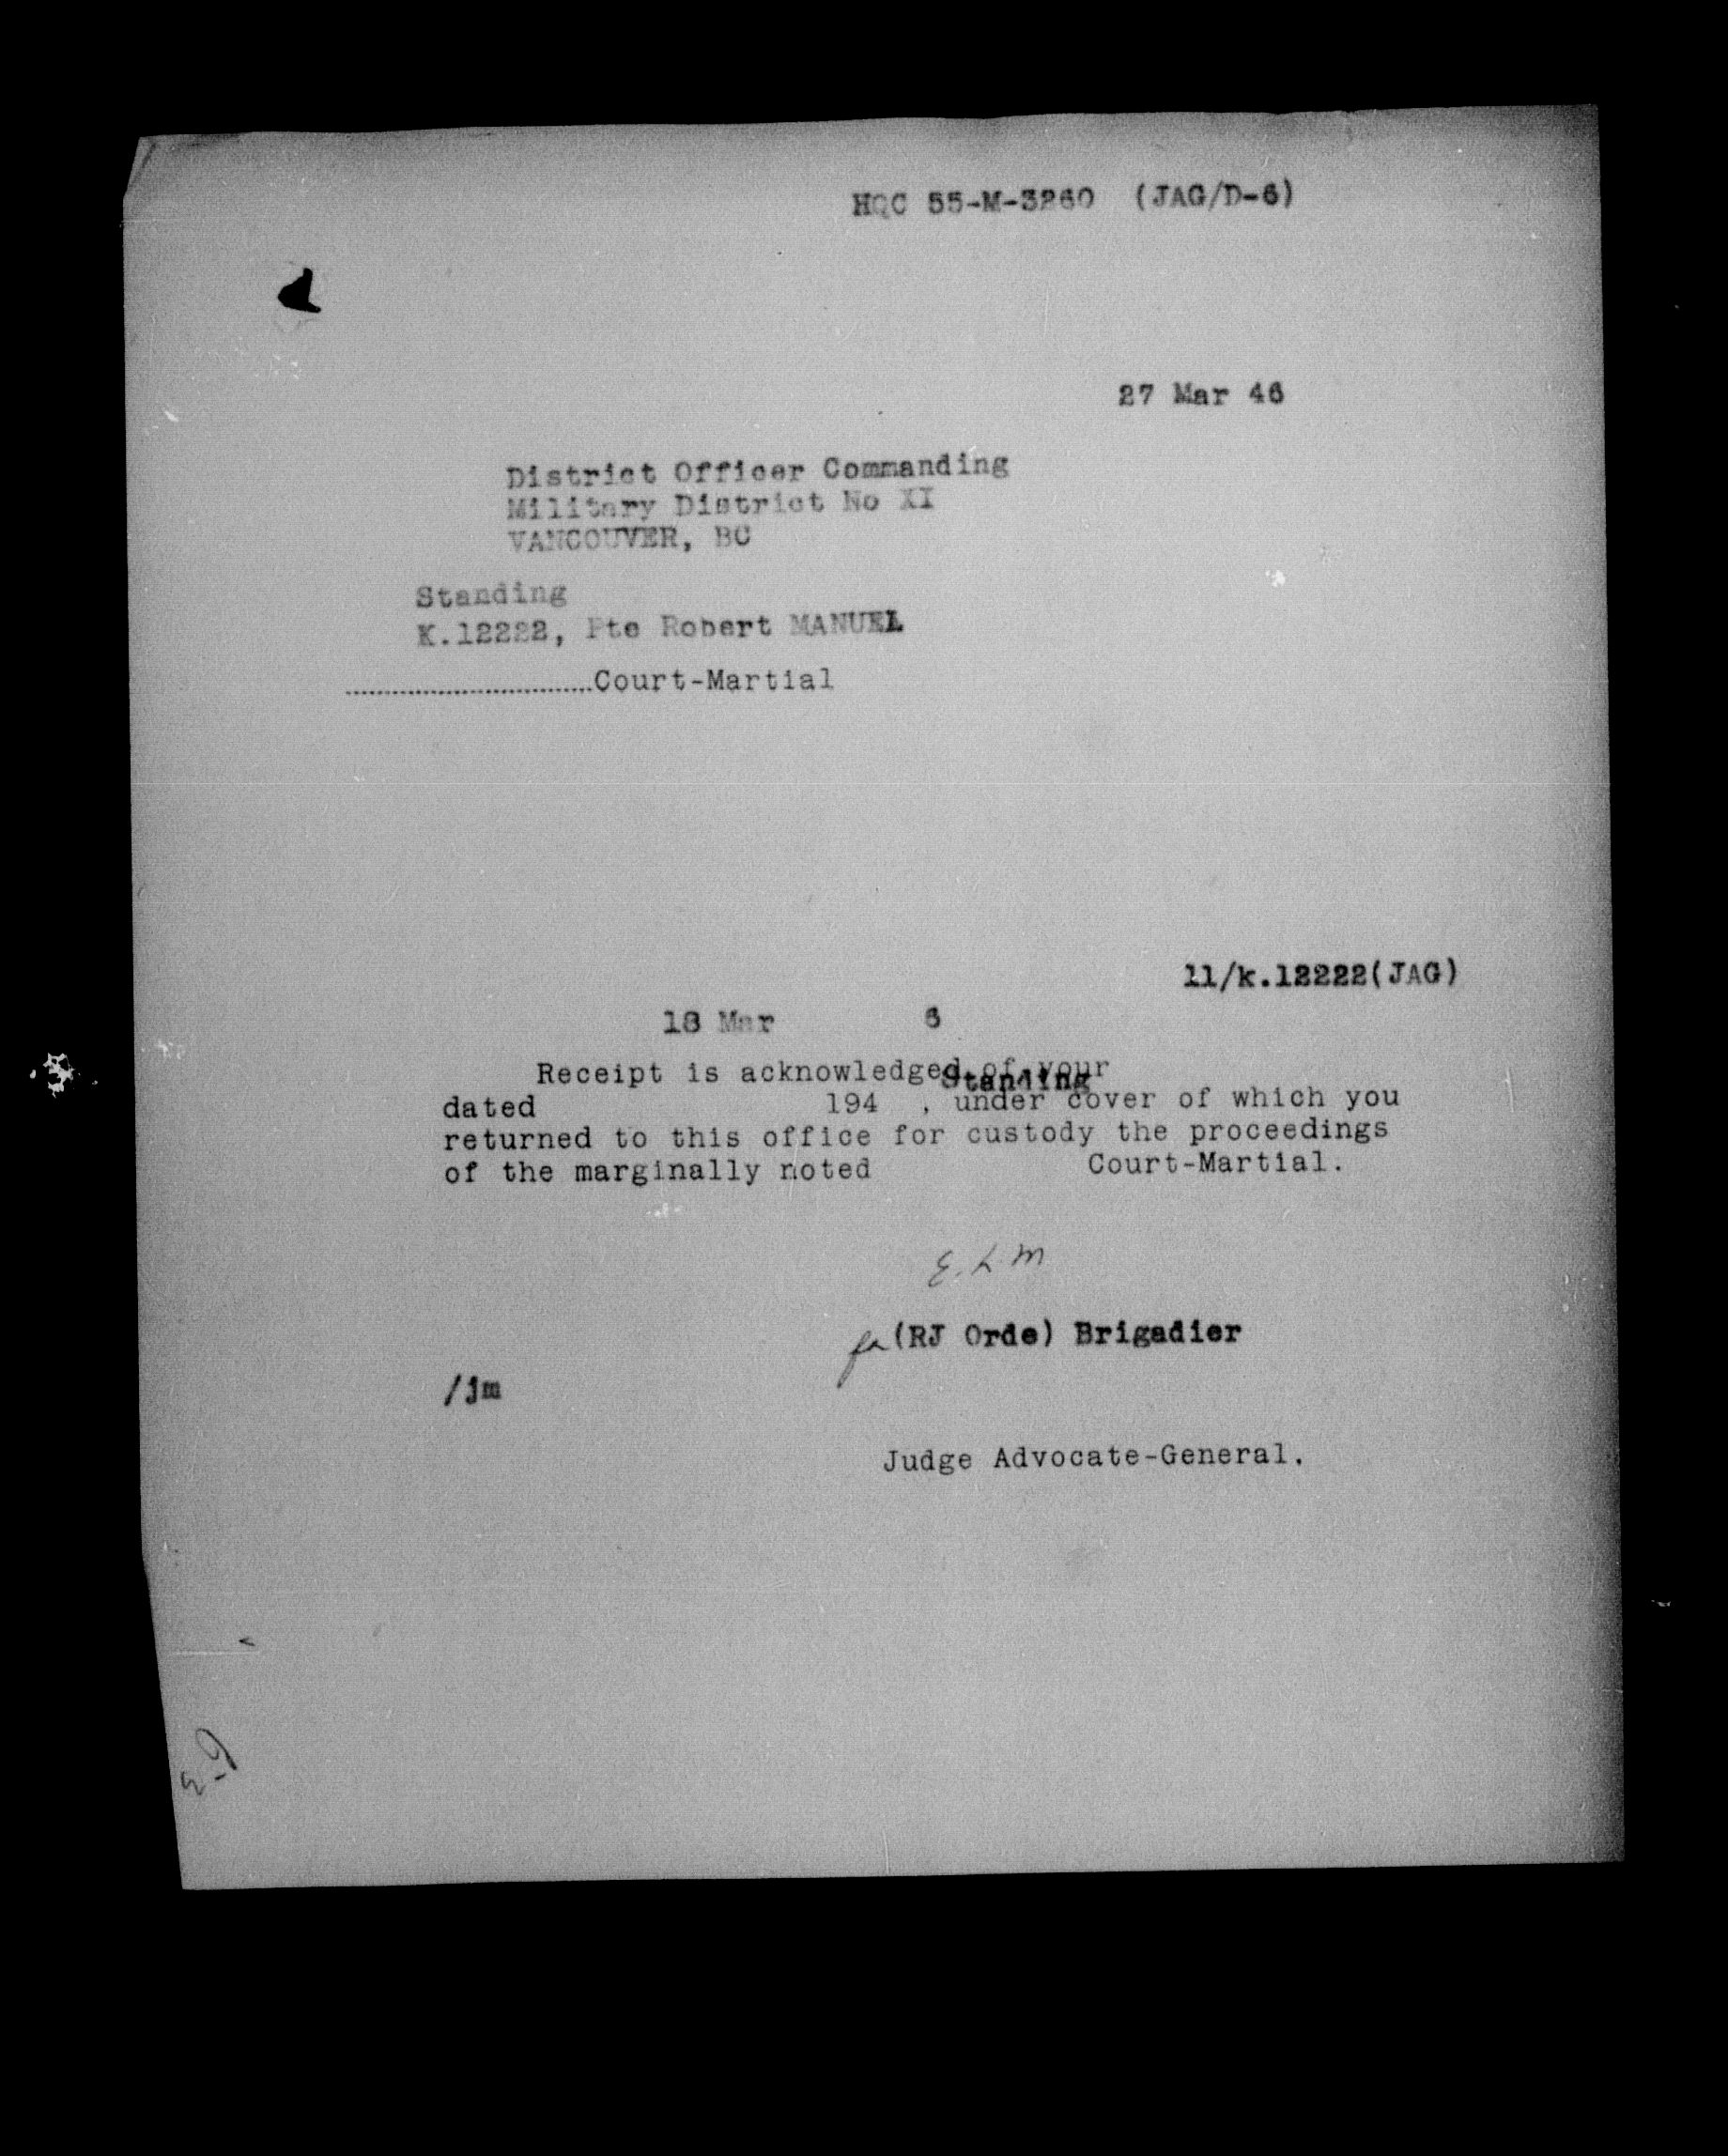 HQC 55-M-3260 (JAG/D-6)
27 Mar 46
District Officer Commanding
Military District No XI
VANCOUVER, BC
Standing
K.12222, Pte Robert MANUEL
..............................Court-Martial
11/k.12222(JAG)
18 Mar 6
Receipt is acknowledged of your
Standing
dated 194 , under cover of which you
returned to this office for custody the proceedings
of the marginally noted Court-Martial.
E.L.M
for (RJ Orde) Brigadier
/jm
Judge Advocate-General.